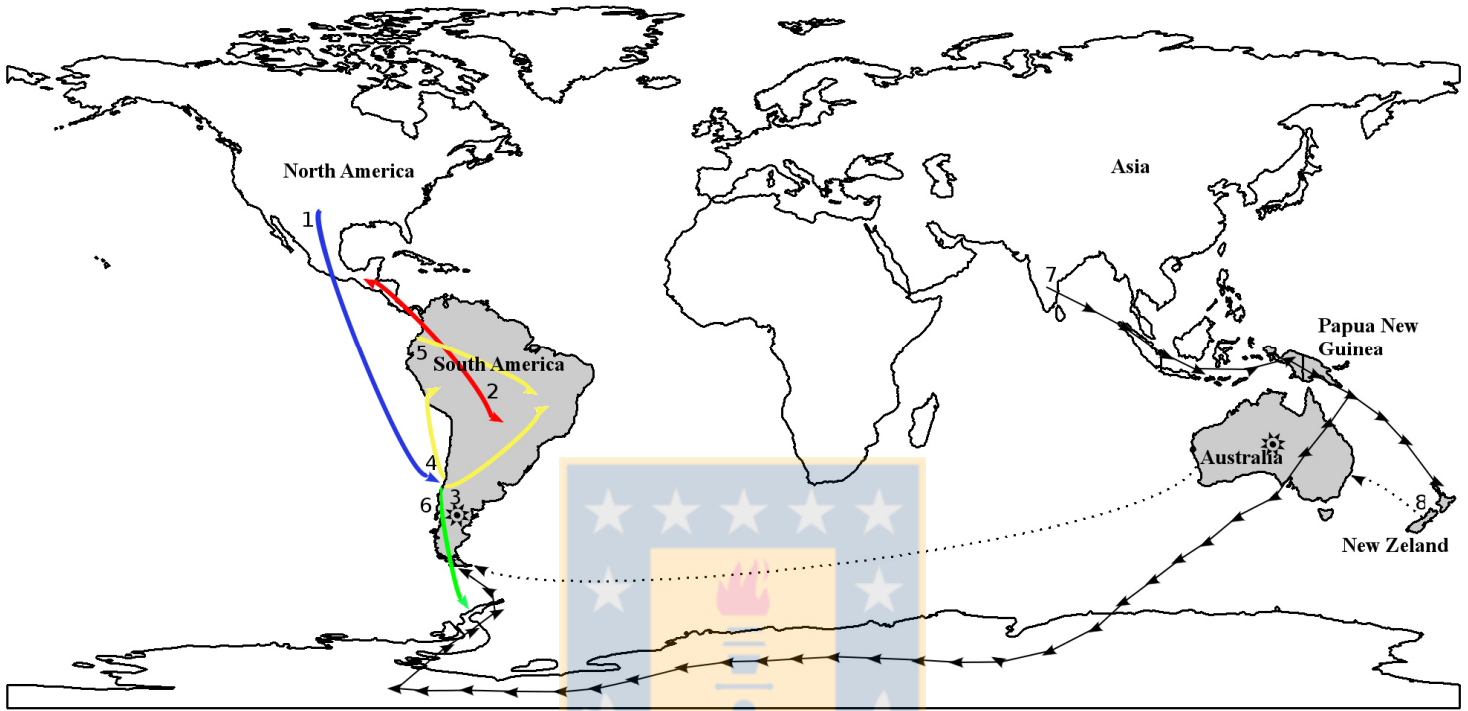 North America
Asia
1
7
Papua New
Guinea
5
South America
2
4
Australia
3
6
8
New Zeland